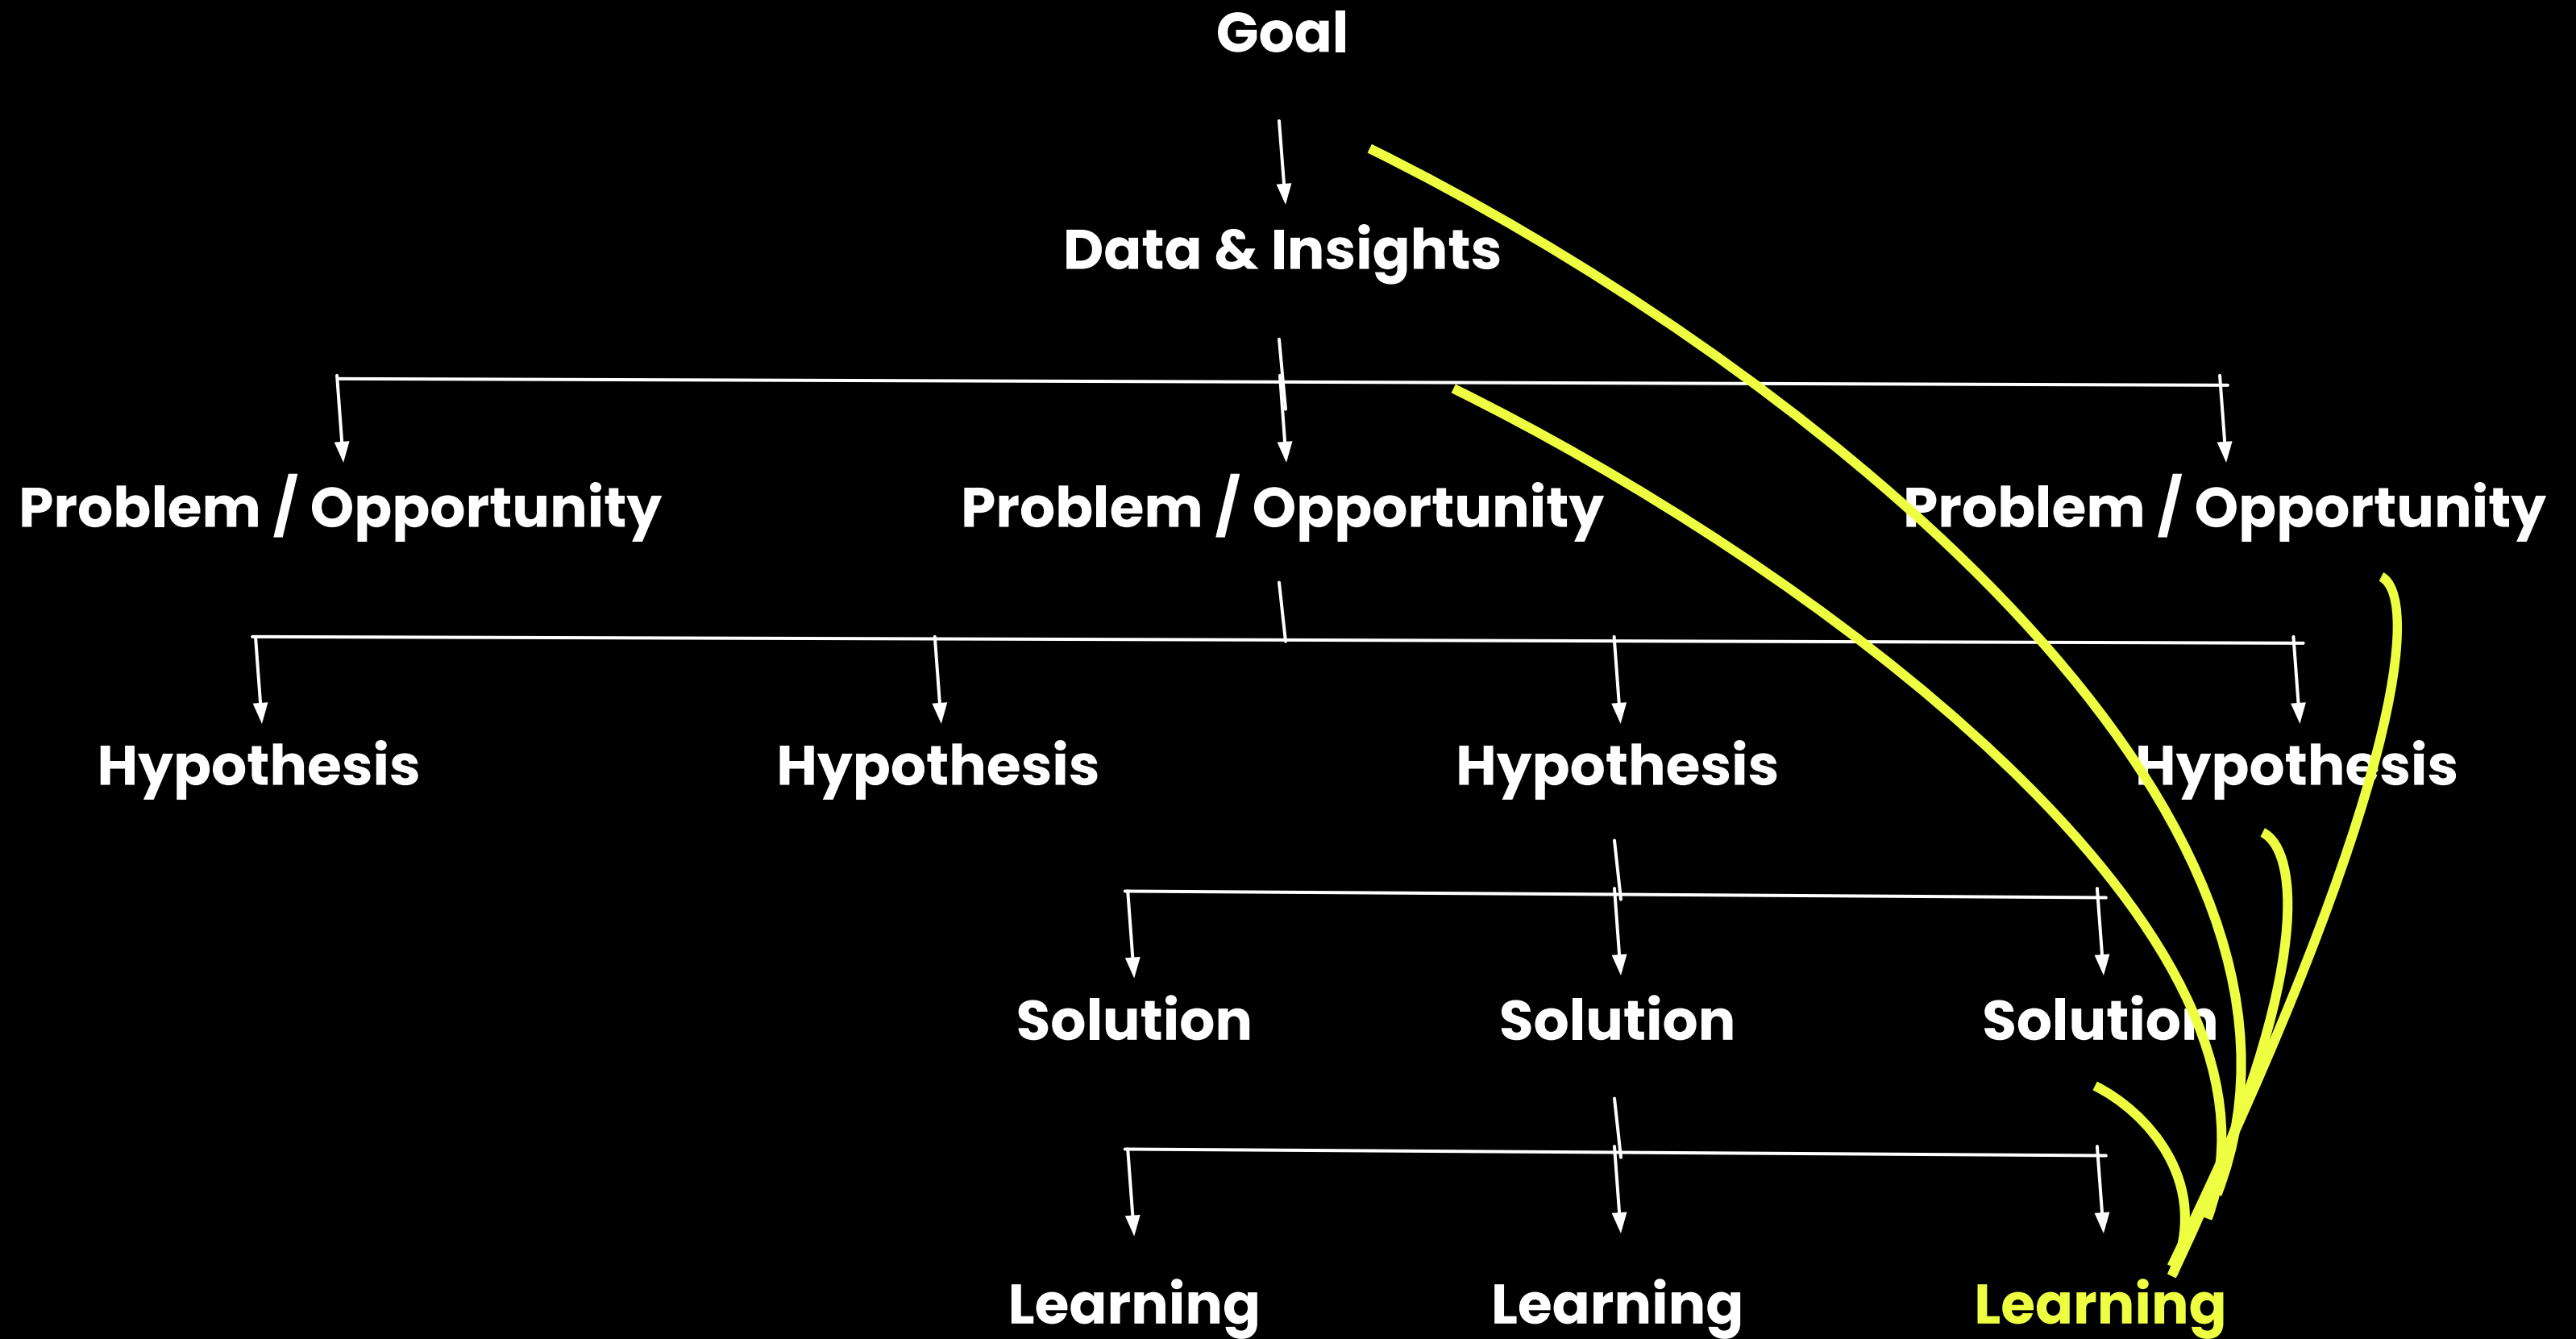 Goal
Data & Insights
Problem / Opportunity
Problem / Opportunity
Problem / Opportunity
Hypothesis
Hypothesis
Hypothesis
Hypothesis
Solution
Solution
Solution
Learning
Learning
Learning